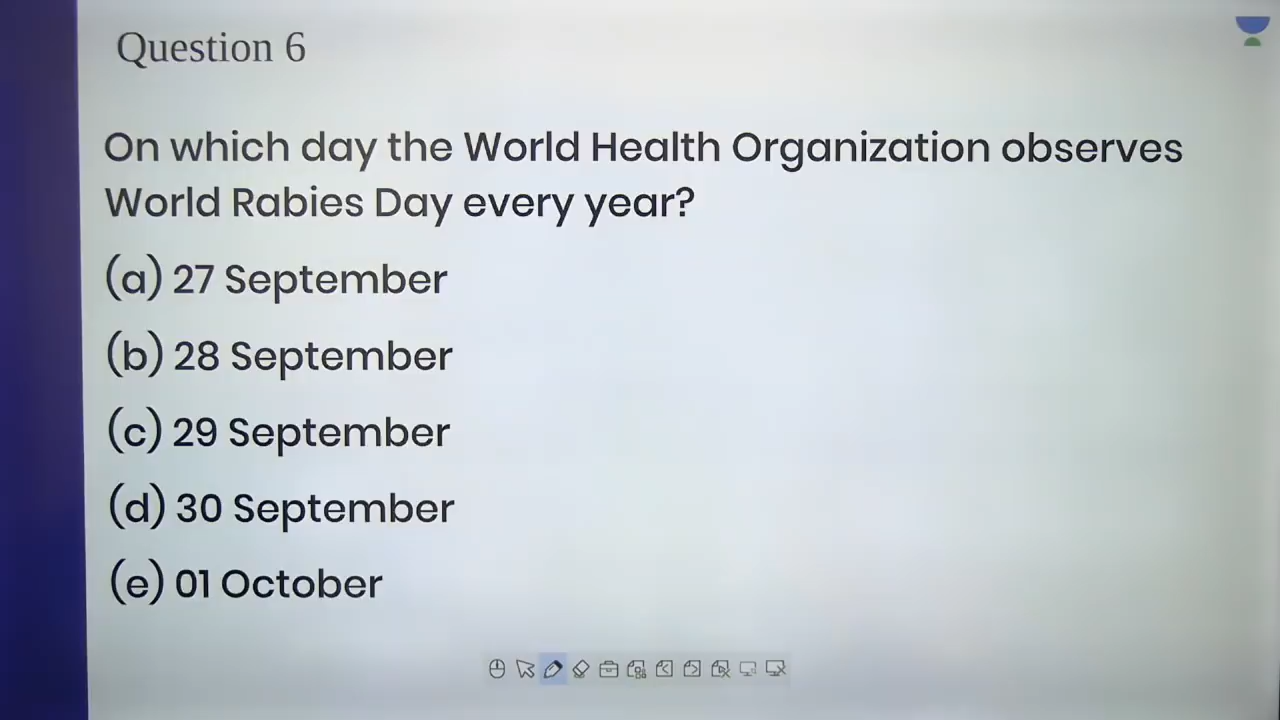 Question 6
On which day the World Health Organization observes
World Rabies Day every year?
(a) 27 September
(b) 28 September
(c) 29 September
(d) 30 September
(e) 01 October